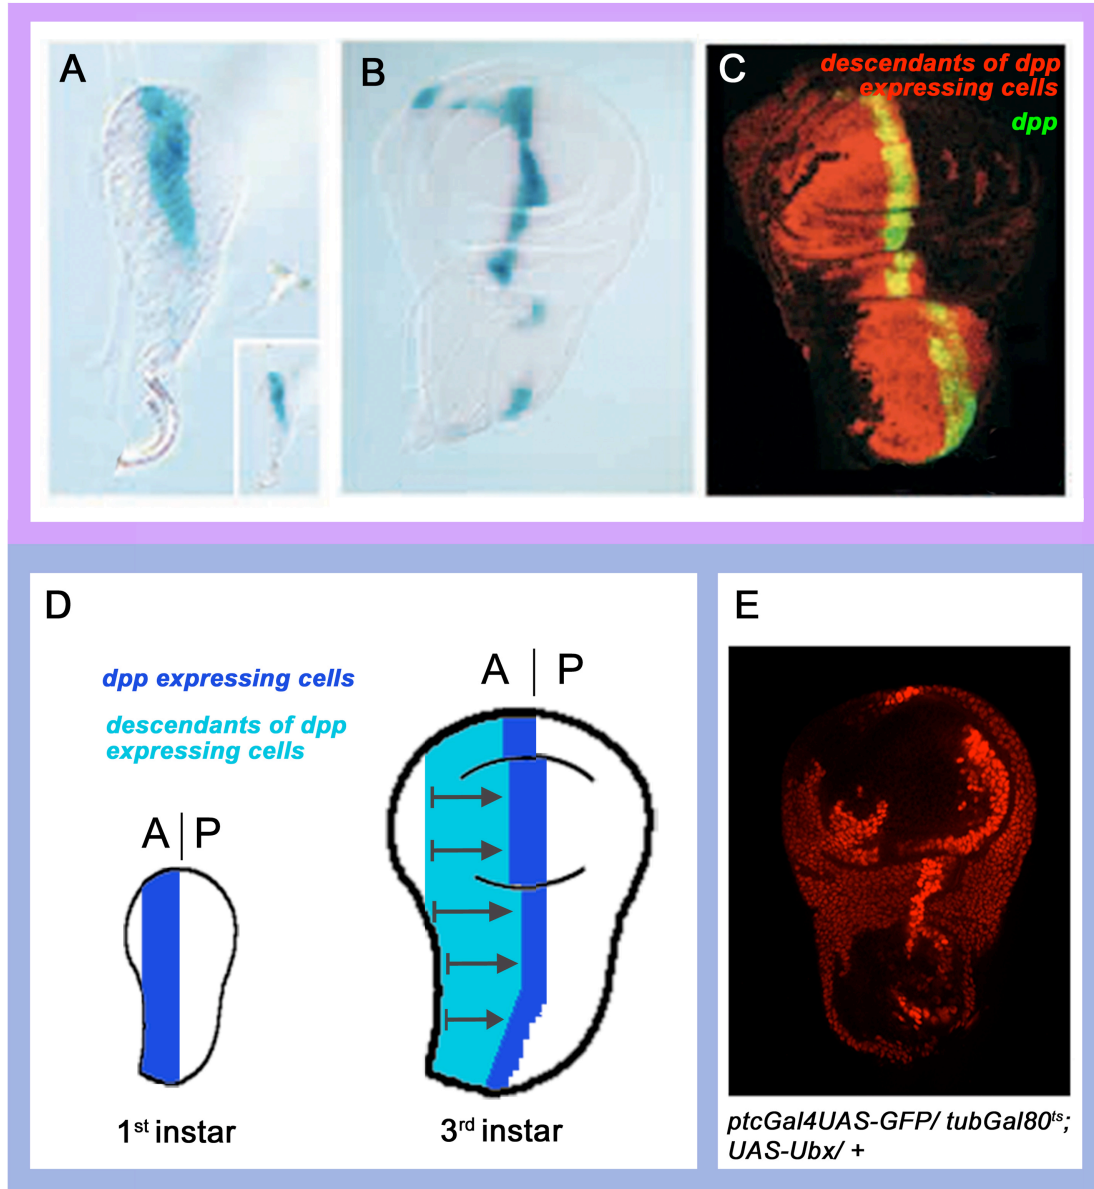 A
B
C
descendants of dpp
expressing cells
dpp
D
dpp expressing cells
descendants of dpp
expressing cells
A | P
A | P
1st instar
3rd instar
E
ptcGal4UAS-GFP/ tubGal80ts;
UAS-Ubx/ +